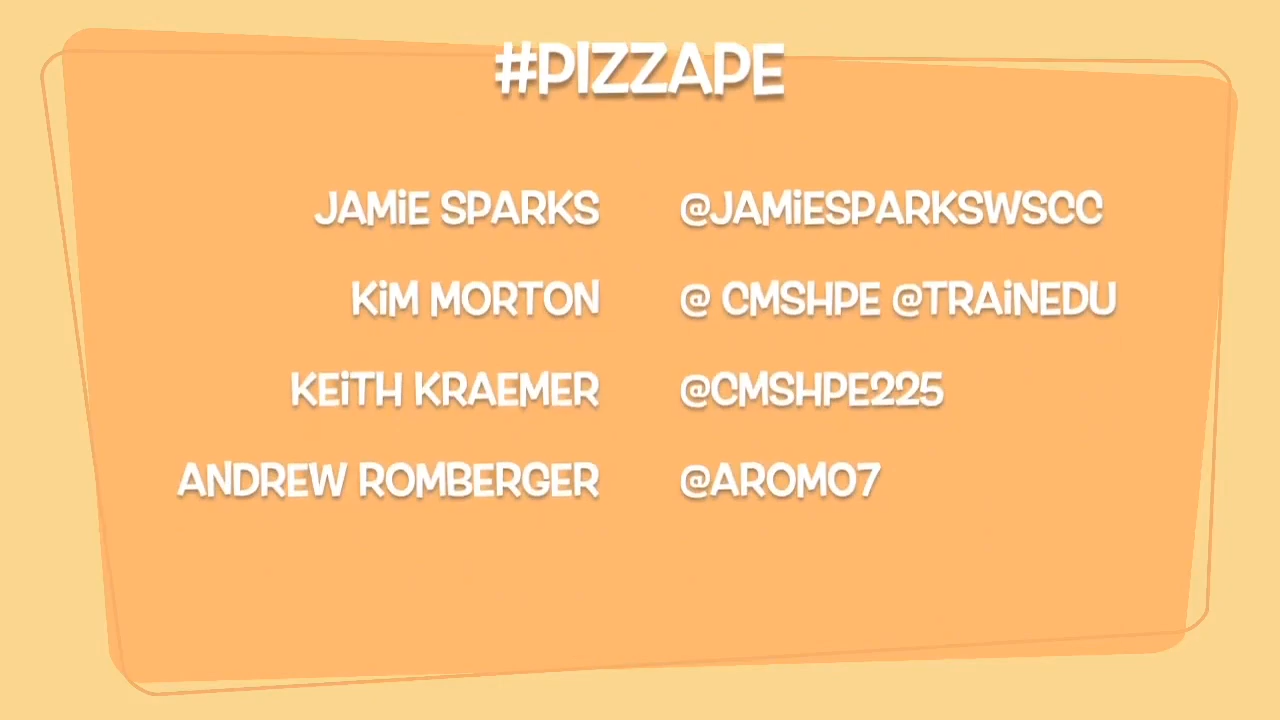 #PIZZAPE
JAMiE SPARKS @JAMiESPARKSWSCC
KiM MORTON @ CMSHPE @TRAiNEDU
KEiTH KRAEMER @CMSHPE225
ANDREW ROMBERGER @AROMO7